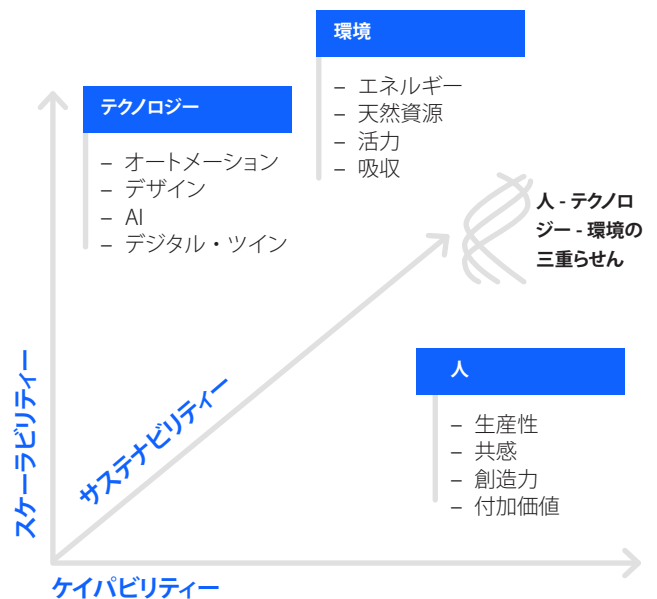 環境
– エネルギー
– 天然資源
– 活力
– 吸収
テクノロジー
– オートメーション
– デザイン
– AI
– デジタル・ツイン
人 - テクノロ
ジー - 環境の
三重らせん
人
– 生産性
– 共感
– 創造力
– 付加価値
スケーラビリティー
サステナビリティー
ケイパビリティー